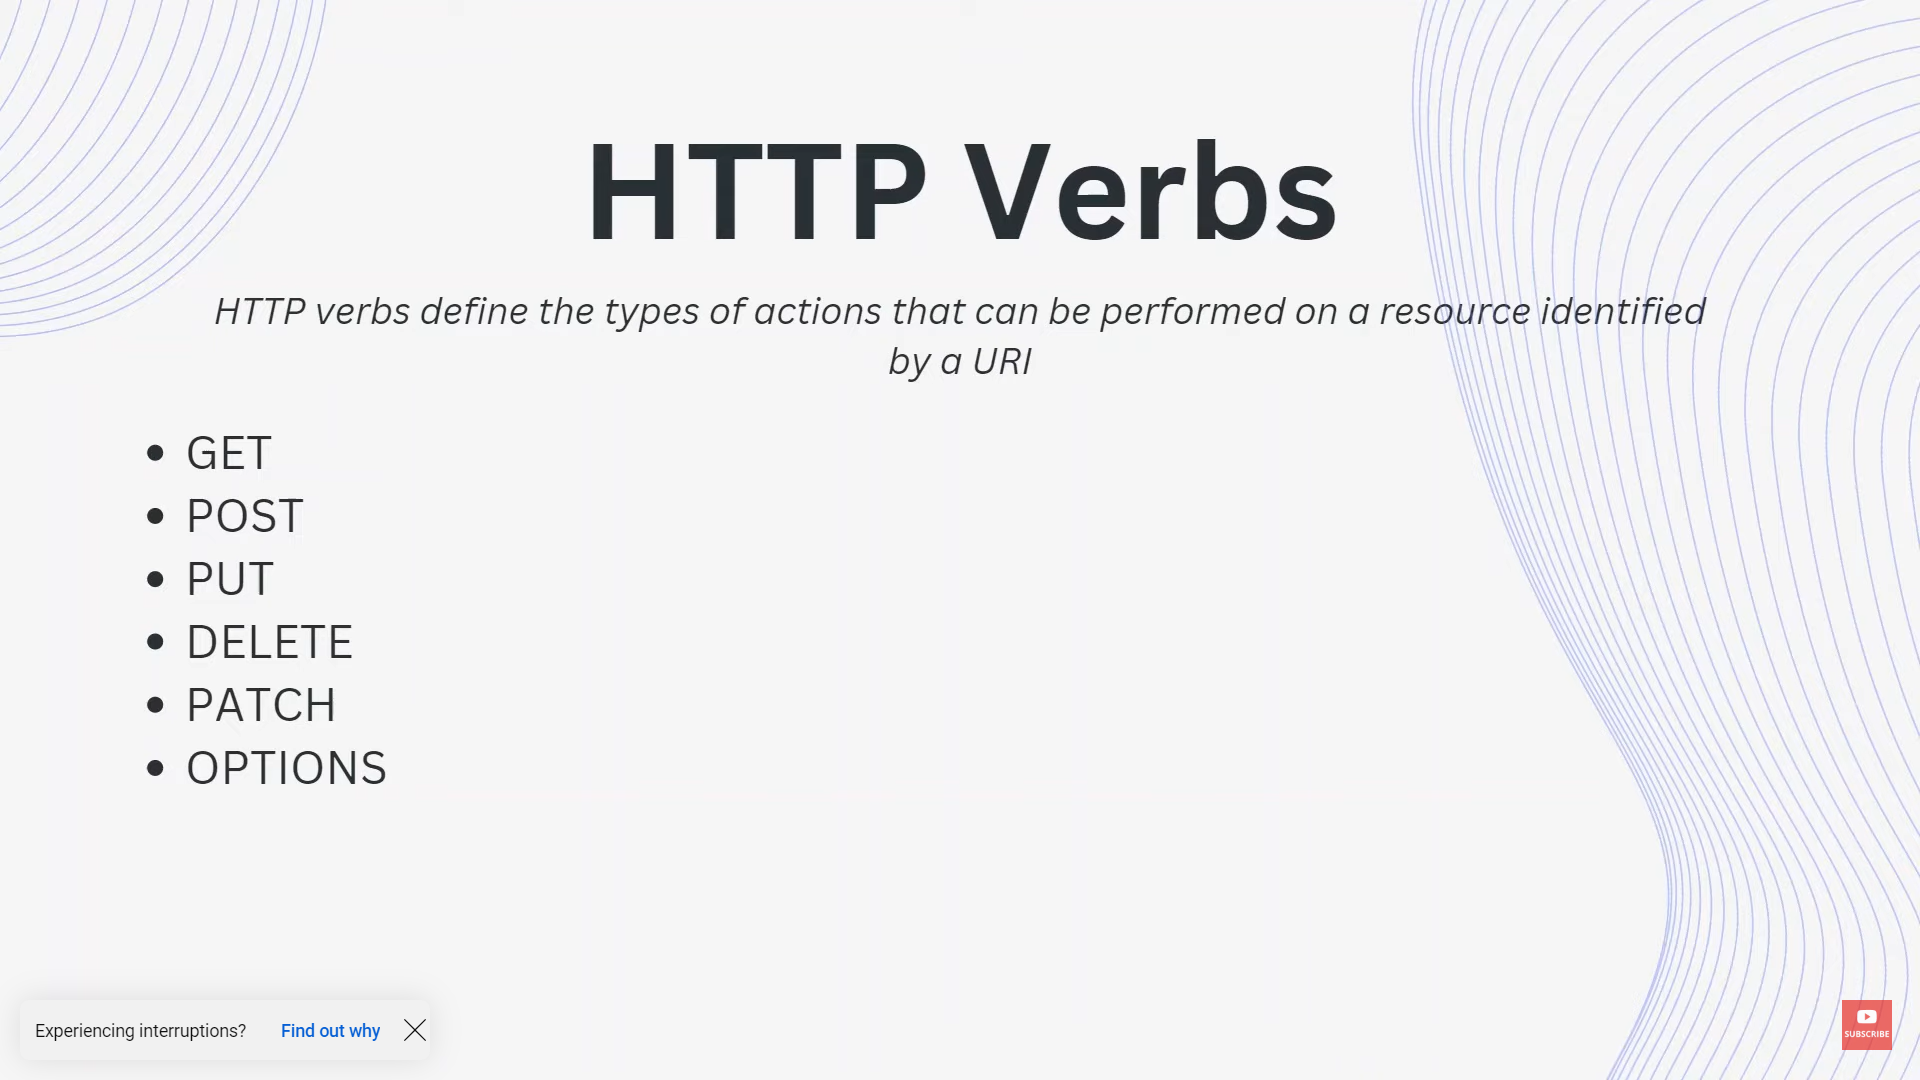 HTTP Verbs
HTTP verbs define the types of actions that can be performed on a resource identified
by a URI
• GET
• POST
• PUT
• DELETE
• PATCH
• OPTIONS
Experiencing interruptions? Find out why
SUBSCRIBE